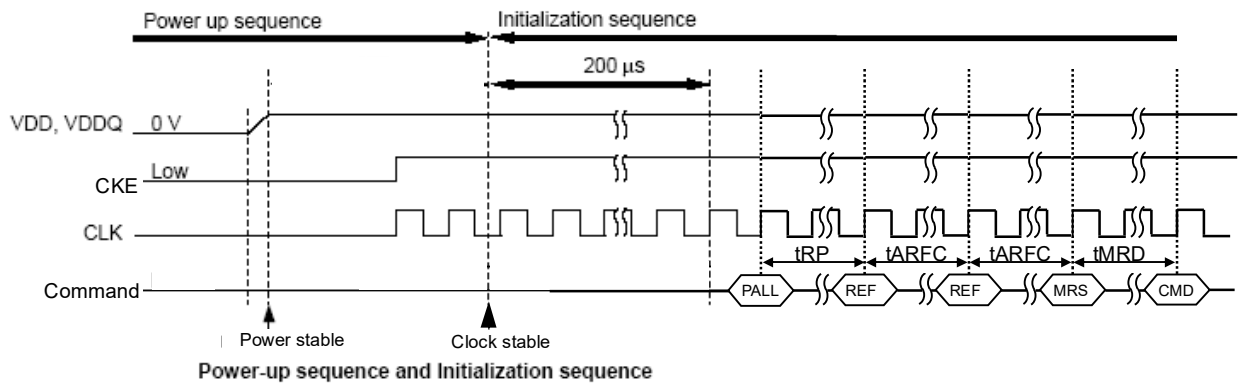 Power up sequence
Initialization sequence
200 µs
VDD, VDDQ 0 V
CKE Low
CLK
tRP tARFC tARFC tMRD
Command PALL REF REF MRS CMD
Power stable Clock stable
Power-up sequence and Initialization sequence